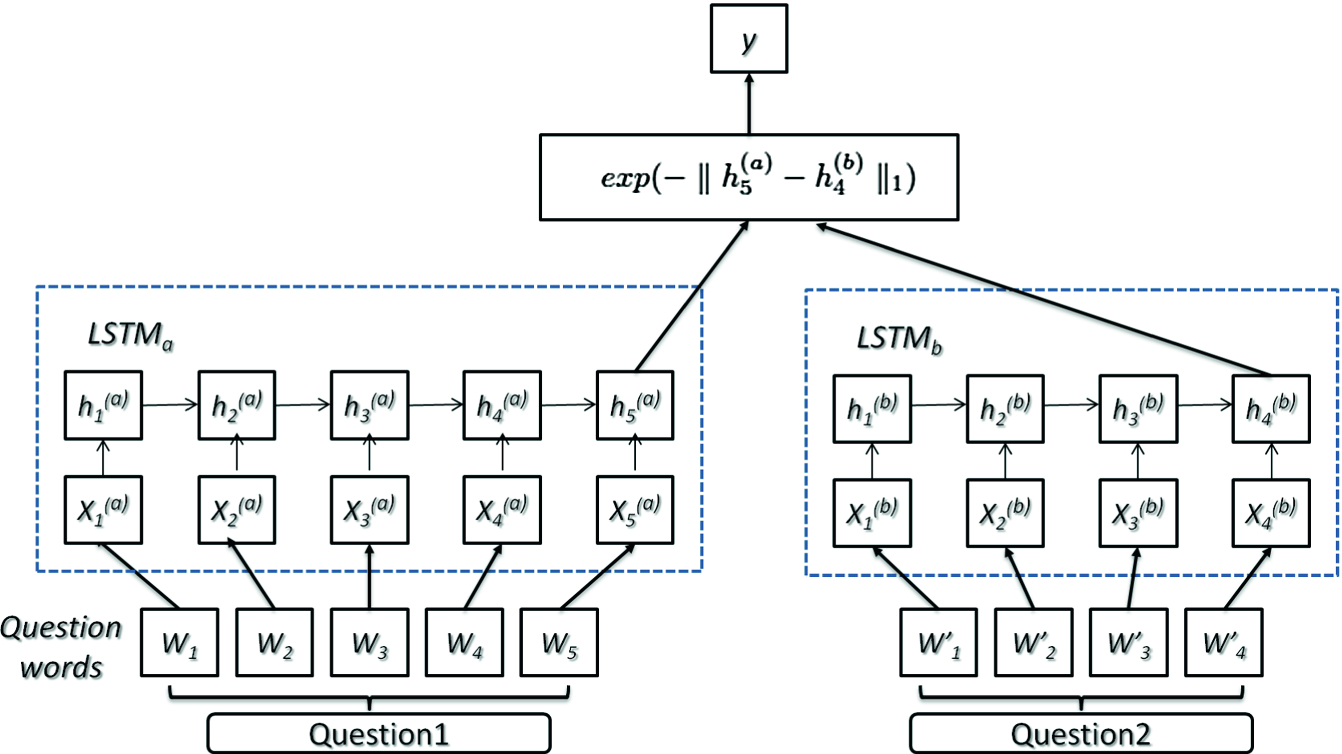 y
exp(− ‖ h₅⁽ᵃ⁾ − h₄⁽ᵇ⁾ ‖₁)
LSTMₐ
h₁⁽ᵃ⁾ h₂⁽ᵃ⁾ h₃⁽ᵃ⁾ h₄⁽ᵃ⁾ h₅⁽ᵃ⁾
X₁⁽ᵃ⁾ X₂⁽ᵃ⁾ X₃⁽ᵃ⁾ X₄⁽ᵃ⁾ X₅⁽ᵃ⁾
LSTM_b
h₁⁽ᵇ⁾ h₂⁽ᵇ⁾ h₃⁽ᵇ⁾ h₄⁽ᵇ⁾
X₁⁽ᵇ⁾ X₂⁽ᵇ⁾ X₃⁽ᵇ⁾ X₄⁽ᵇ⁾
Question
words
W₁ W₂ W₃ W₄ W₅
W’₁ W’₂ W’₃ W’₄
Question1
Question2